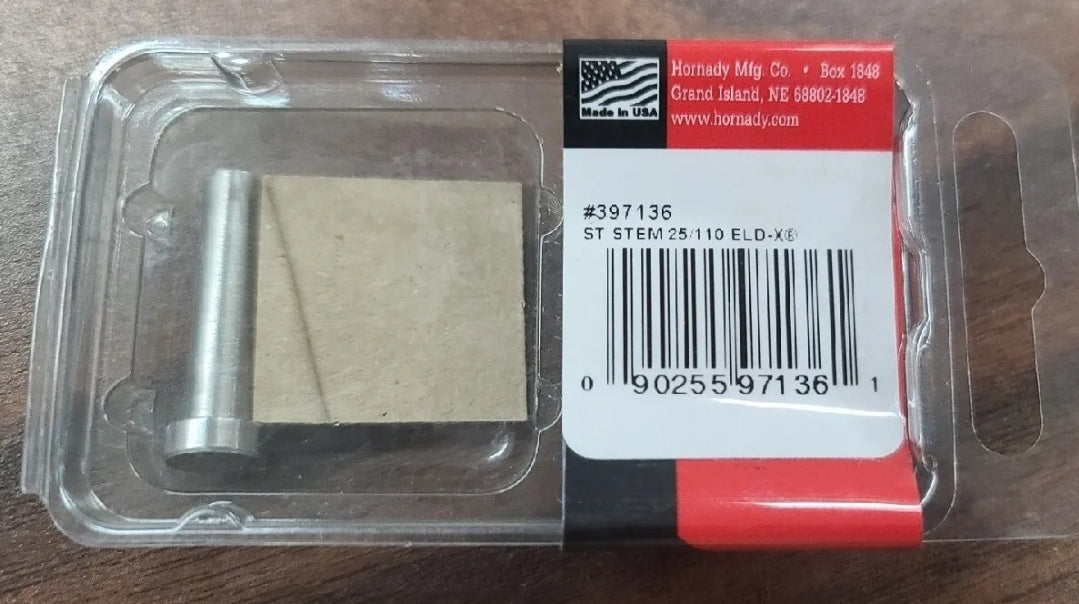 Made in USA
Hornady Mfg. Co. • Box 1848
Grand Island, NE 68802-1848
www.hornady.com
#397136
ST STEM 25/110 ELD-X®
0 90255 97136 1